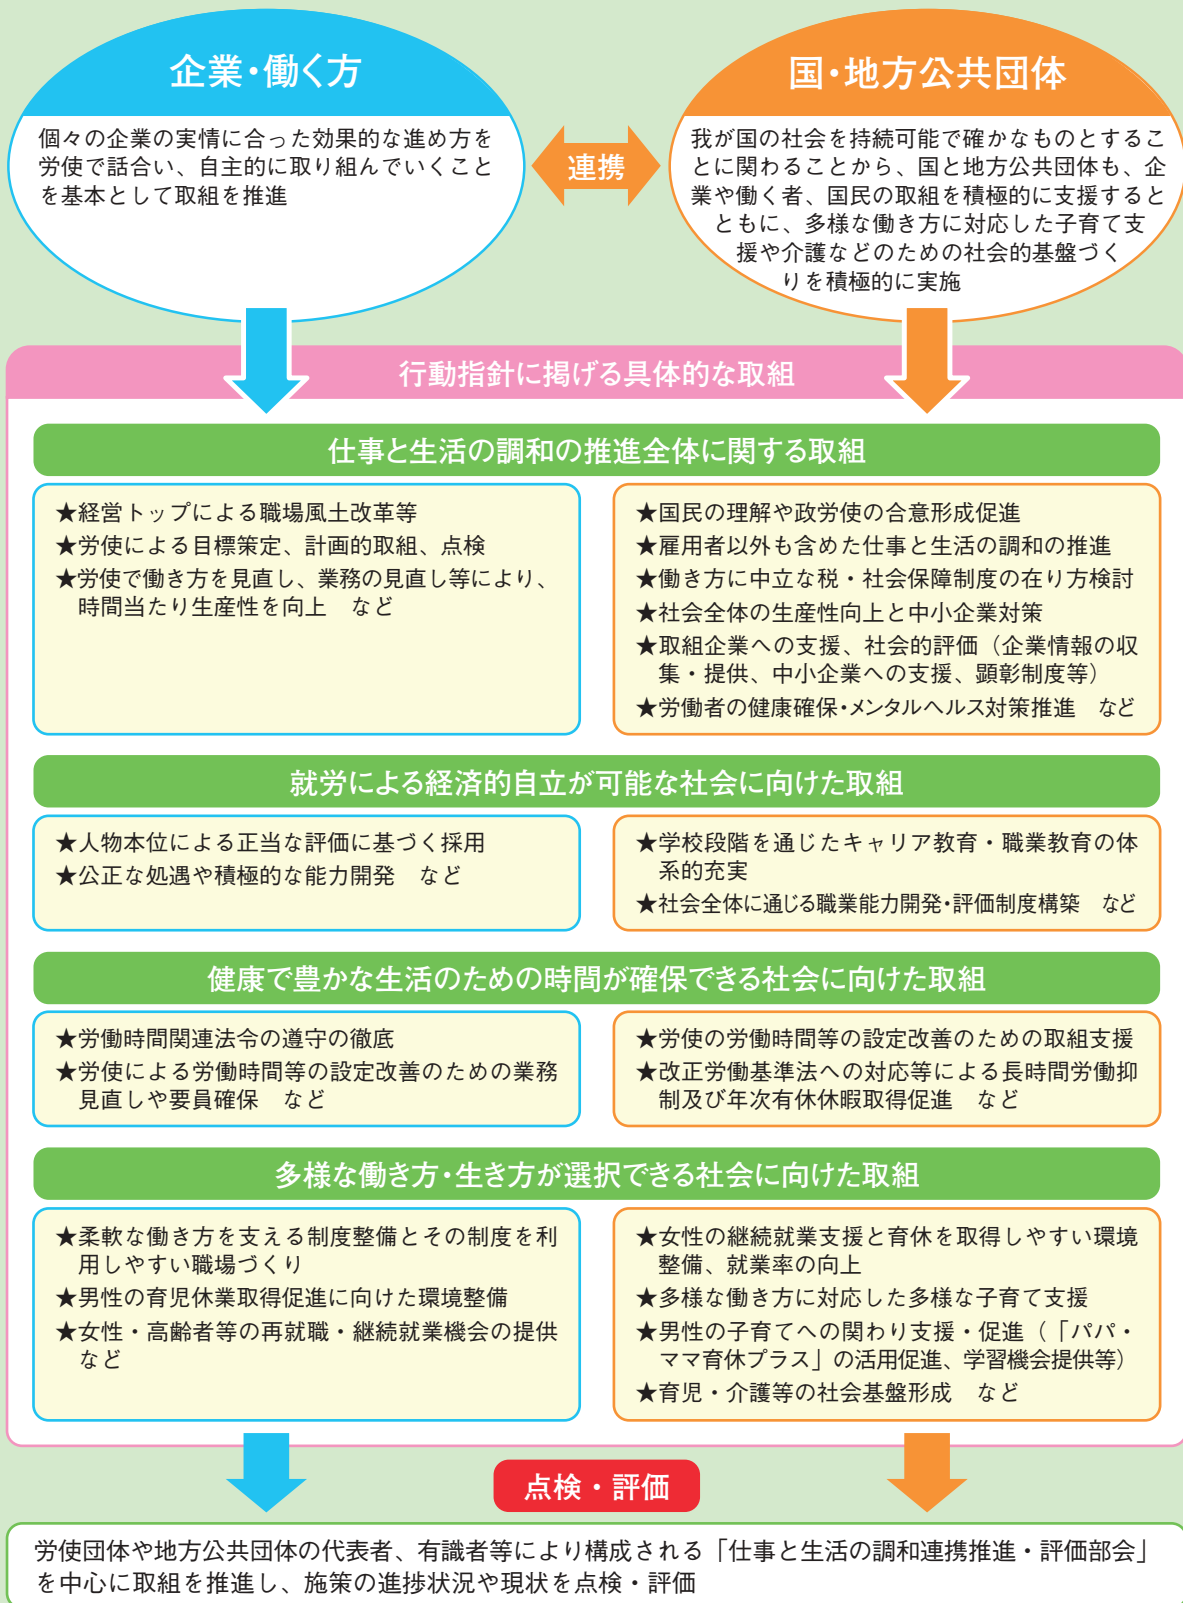 企業・働く方
個々の企業の実情に合った効果的な進め方を
労使で話合い、自主的に取り組んでいくこと
を基本として取組を推進
連携
国・地方公共団体
我が国の社会を持続可能で確かなものとするこ
とに関わることから、国と地方公共団体も、企
業や働く者、国民の取組を積極的に支援すると
ともに、多様な働き方に対応した子育て支
援や介護などのための社会的基盤づく
りを積極的に実施
行動指針に掲げる具体的な取組
仕事と生活の調和の推進全体に関する取組
★経営トップによる職場風土改革等
★労使による目標策定、計画的取組、点検
★労使で働き方を見直し、業務の見直し等により、
時間当たり生産性を向上　など
★国民の理解や政労使の合意形成促進
★雇用者以外も含めた仕事と生活の調和の推進
★働き方に中立な税・社会保障制度の在り方検討
★社会全体の生産性向上と中小企業対策
★取組企業への支援、社会的評価（企業情報の収
集・提供、中小企業への支援、顕彰制度等）
★労働者の健康確保・メンタルヘルス対策推進　など
就労による経済的自立が可能な社会に向けた取組
★人物本位による正当な評価に基づく採用
★公正な処遇や積極的な能力開発　など
★学校段階を通じたキャリア教育・職業教育の体
系的充実
★社会全体に通じる職業能力開発・評価制度構築　など
健康で豊かな生活のための時間が確保できる社会に向けた取組
★労働時間関連法令の遵守の徹底
★労使による労働時間等の設定改善のための業務
見直しや要員確保　など
★労使の労働時間等の設定改善のための取組支援
★改正労働基準法への対応等による長時間労働抑
制及び年次有休休暇取得促進　など
多様な働き方・生き方が選択できる社会に向けた取組
★柔軟な働き方を支える制度整備とその制度を利
用しやすい職場づくり
★男性の育児休業取得促進に向けた環境整備
★女性・高齢者等の再就職・継続就業機会の提供
など
★女性の継続就業支援と育休を取得しやすい環境
整備、就業率の向上
★多様な働き方に対応した多様な子育て支援
★男性の子育てへの関わり支援・促進（「パパ・
ママ育休プラス」の活用促進、学習機会提供等）
★育児・介護等の社会基盤形成　など
点検・評価
労使団体や地方公共団体の代表者、有識者等により構成される「仕事と生活の調和連携推進・評価部会」
を中心に取組を推進し、施策の進捗状況や現状を点検・評価